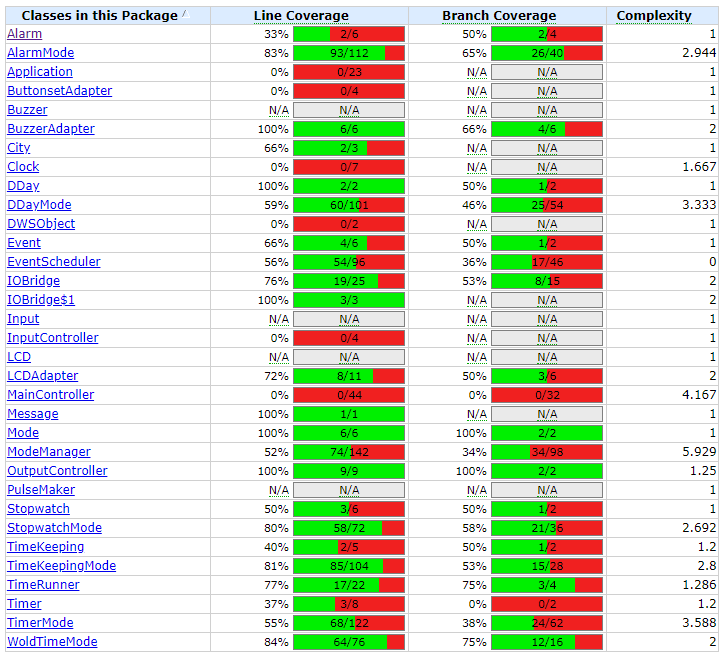 Classes in this Package Line Coverage Branch Coverage Complexity
Alarm 33% 2/6 50% 2/4 1
AlarmMode 83% 93/112 65% 26/40 2.944
Application 0% 0/23 N/A N/A 1
ButtonsetAdapter 0% 0/4 N/A N/A 1
Buzzer N/A N/A N/A N/A 1
BuzzerAdapter 100% 6/6 66% 4/6 2
City 66% 2/3 N/A N/A 1
Clock 0% 0/7 N/A N/A 1.667
DDay 100% 2/2 50% 1/2 1
DDayMode 59% 60/101 46% 25/54 3.333
DWSObject 0% 0/2 N/A N/A 1
Event 66% 4/6 50% 1/2 1
EventScheduler 56% 54/96 36% 17/46 0
IOBridge 76% 19/25 53% 8/15 2
IOBridge$1 100% 3/3 N/A N/A 2
Input N/A N/A N/A N/A 1
InputController 0% 0/4 N/A N/A 1
LCD N/A N/A N/A N/A 1
LCDAdapter 72% 8/11 50% 3/6 2
MainController 0% 0/44 0% 0/32 4.167
Message 100% 1/1 N/A N/A 1
Mode 100% 6/6 100% 2/2 1
ModeManager 52% 74/142 34% 34/98 5.929
OutputController 100% 9/9 100% 2/2 1.25
PulseMaker N/A N/A N/A N/A 1
Stopwatch 50% 3/6 50% 1/2 1
StopwatchMode 80% 58/72 58% 21/36 2.692
TimeKeeping 40% 2/5 50% 1/2 1.2
TimeKeepingMode 81% 85/104 53% 15/28 2.8
TimeRunner 77% 17/22 75% 3/4 1.286
Timer 37% 3/8 0% 0/2 1.2
TimerMode 55% 68/122 38% 24/62 3.588
WoldTimeMode 84% 64/76 75% 12/16 2